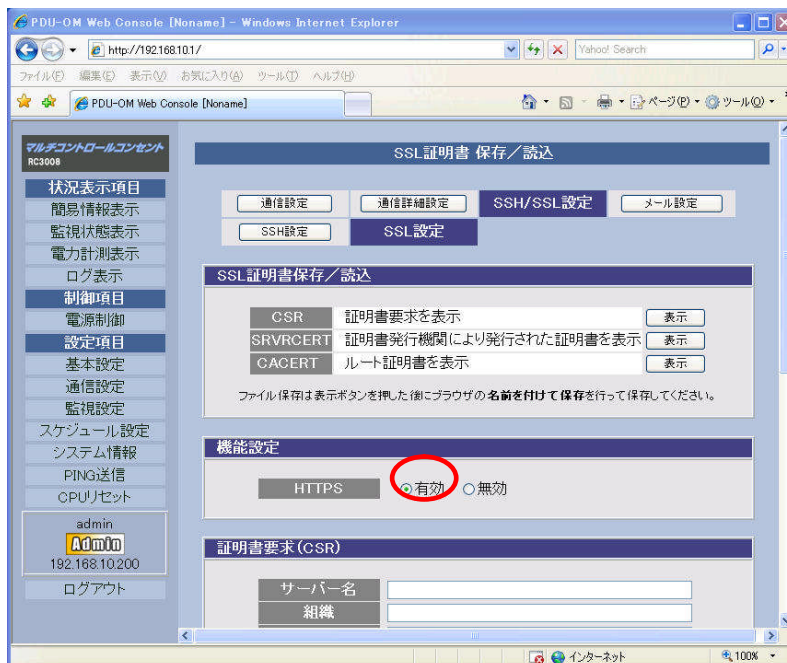 PDU-OM Web Console [Noname] - Windows Internet Explorer
http://192.168.10.1/
Yahoo! Search
ファイル(F) 編集(E) 表示(V) お気に入り(A) ツール(T) ヘルプ(H)
PDU-OM Web Console [Noname]
ページ(P) ツール(O)
マルチコントロールコンセント
RC3008
状況表示項目
簡易情報表示
監視状態表示
電力計測表示
ログ表示
制御項目
電源制御
設定項目
基本設定
通信設定
監視設定
スケジュール設定
システム情報
PING送信
CPUリセット
admin
Admin
192.168.10.200
ログアウト
SSL証明書 保存/読込
通信設定 通信詳細設定 SSH/SSL設定 メール設定
SSH設定 SSL設定
SSL証明書保存/読込
CSR 証明書要求を表示 表示
SRVRCERT 証明書発行機関により発行された証明書を表示 表示
CACERT ルート証明書を表示 表示
ファイル保存は表示ボタンを押した後にブラウザの名前を付けて保存を行って保存してください。
機能設定
HTTPS 有効 無効
証明書要求(CSR)
サーバー名
組織
インターネット 100%